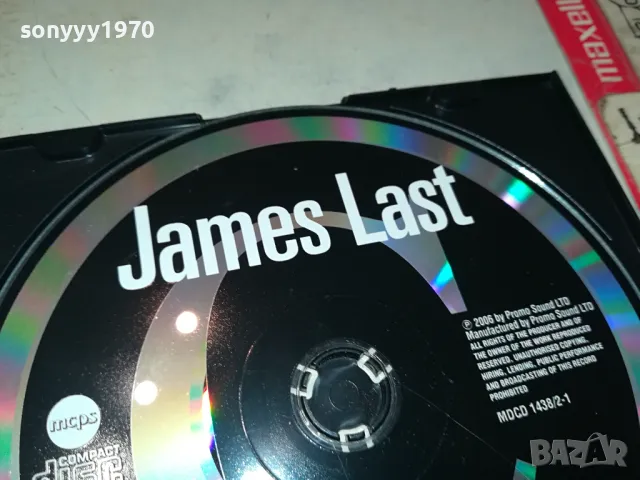 sonyyy1970
maxell
James Last
℗ 2006 by Promo Sound LTD
Manufactured by Promo Sound LTD
ALL RIGHTS OF THE PRODUCER AND OF
THE OWNER OF THE WORK REPRODUCED
RESERVED. UNAUTHORISED COPYING,
HIRING, LENDING, PUBLIC PERFORMANCE
AND BROADCASTING OF THIS RECORD
PROHIBITED
MDCD 1438/2-1
mcps
COMPACT
disc
BAZAR
.bg